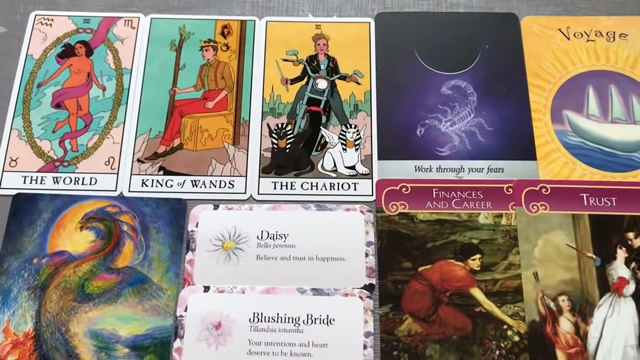 THE WORLD
KING of WANDS
THE CHARIOT
Work through your fears
Voyage
Daisy
Bellis perennis
Believe and trust in happiness.
Blushing Bride
Tillandsia ionantha
Your intentions and heart
deserve to be known.
FINANCES
AND CAREER
TRUST